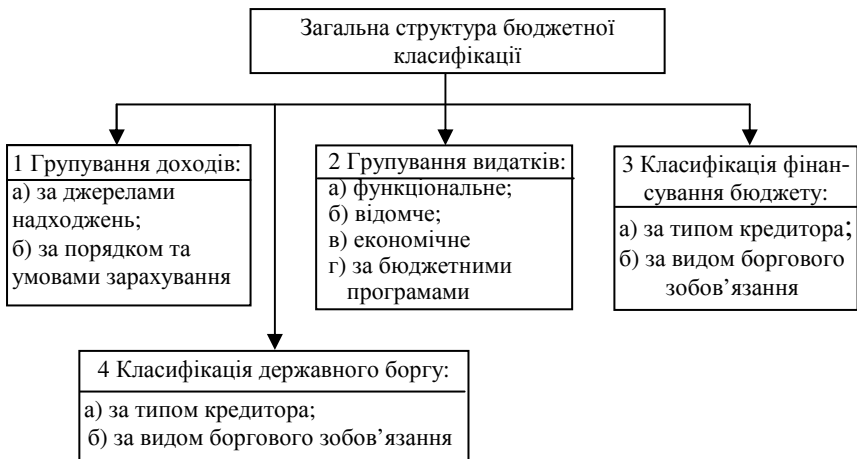 Загальна структура бюджетної
класифікації
1 Групування доходів:
а) за джерелами
надходжень;
б) за порядком та
умовами зарахування
2 Групування видатків:
а) функціональне;
б) відомче;
в) економічне
г) за бюджетними
програмами
3 Класифікація фінан-
сування бюджету:
а) за типом кредитора;
б) за видом боргового
зобов’язання
4 Класифікація державного боргу:
а) за типом кредитора;
б) за видом боргового зобов’язання